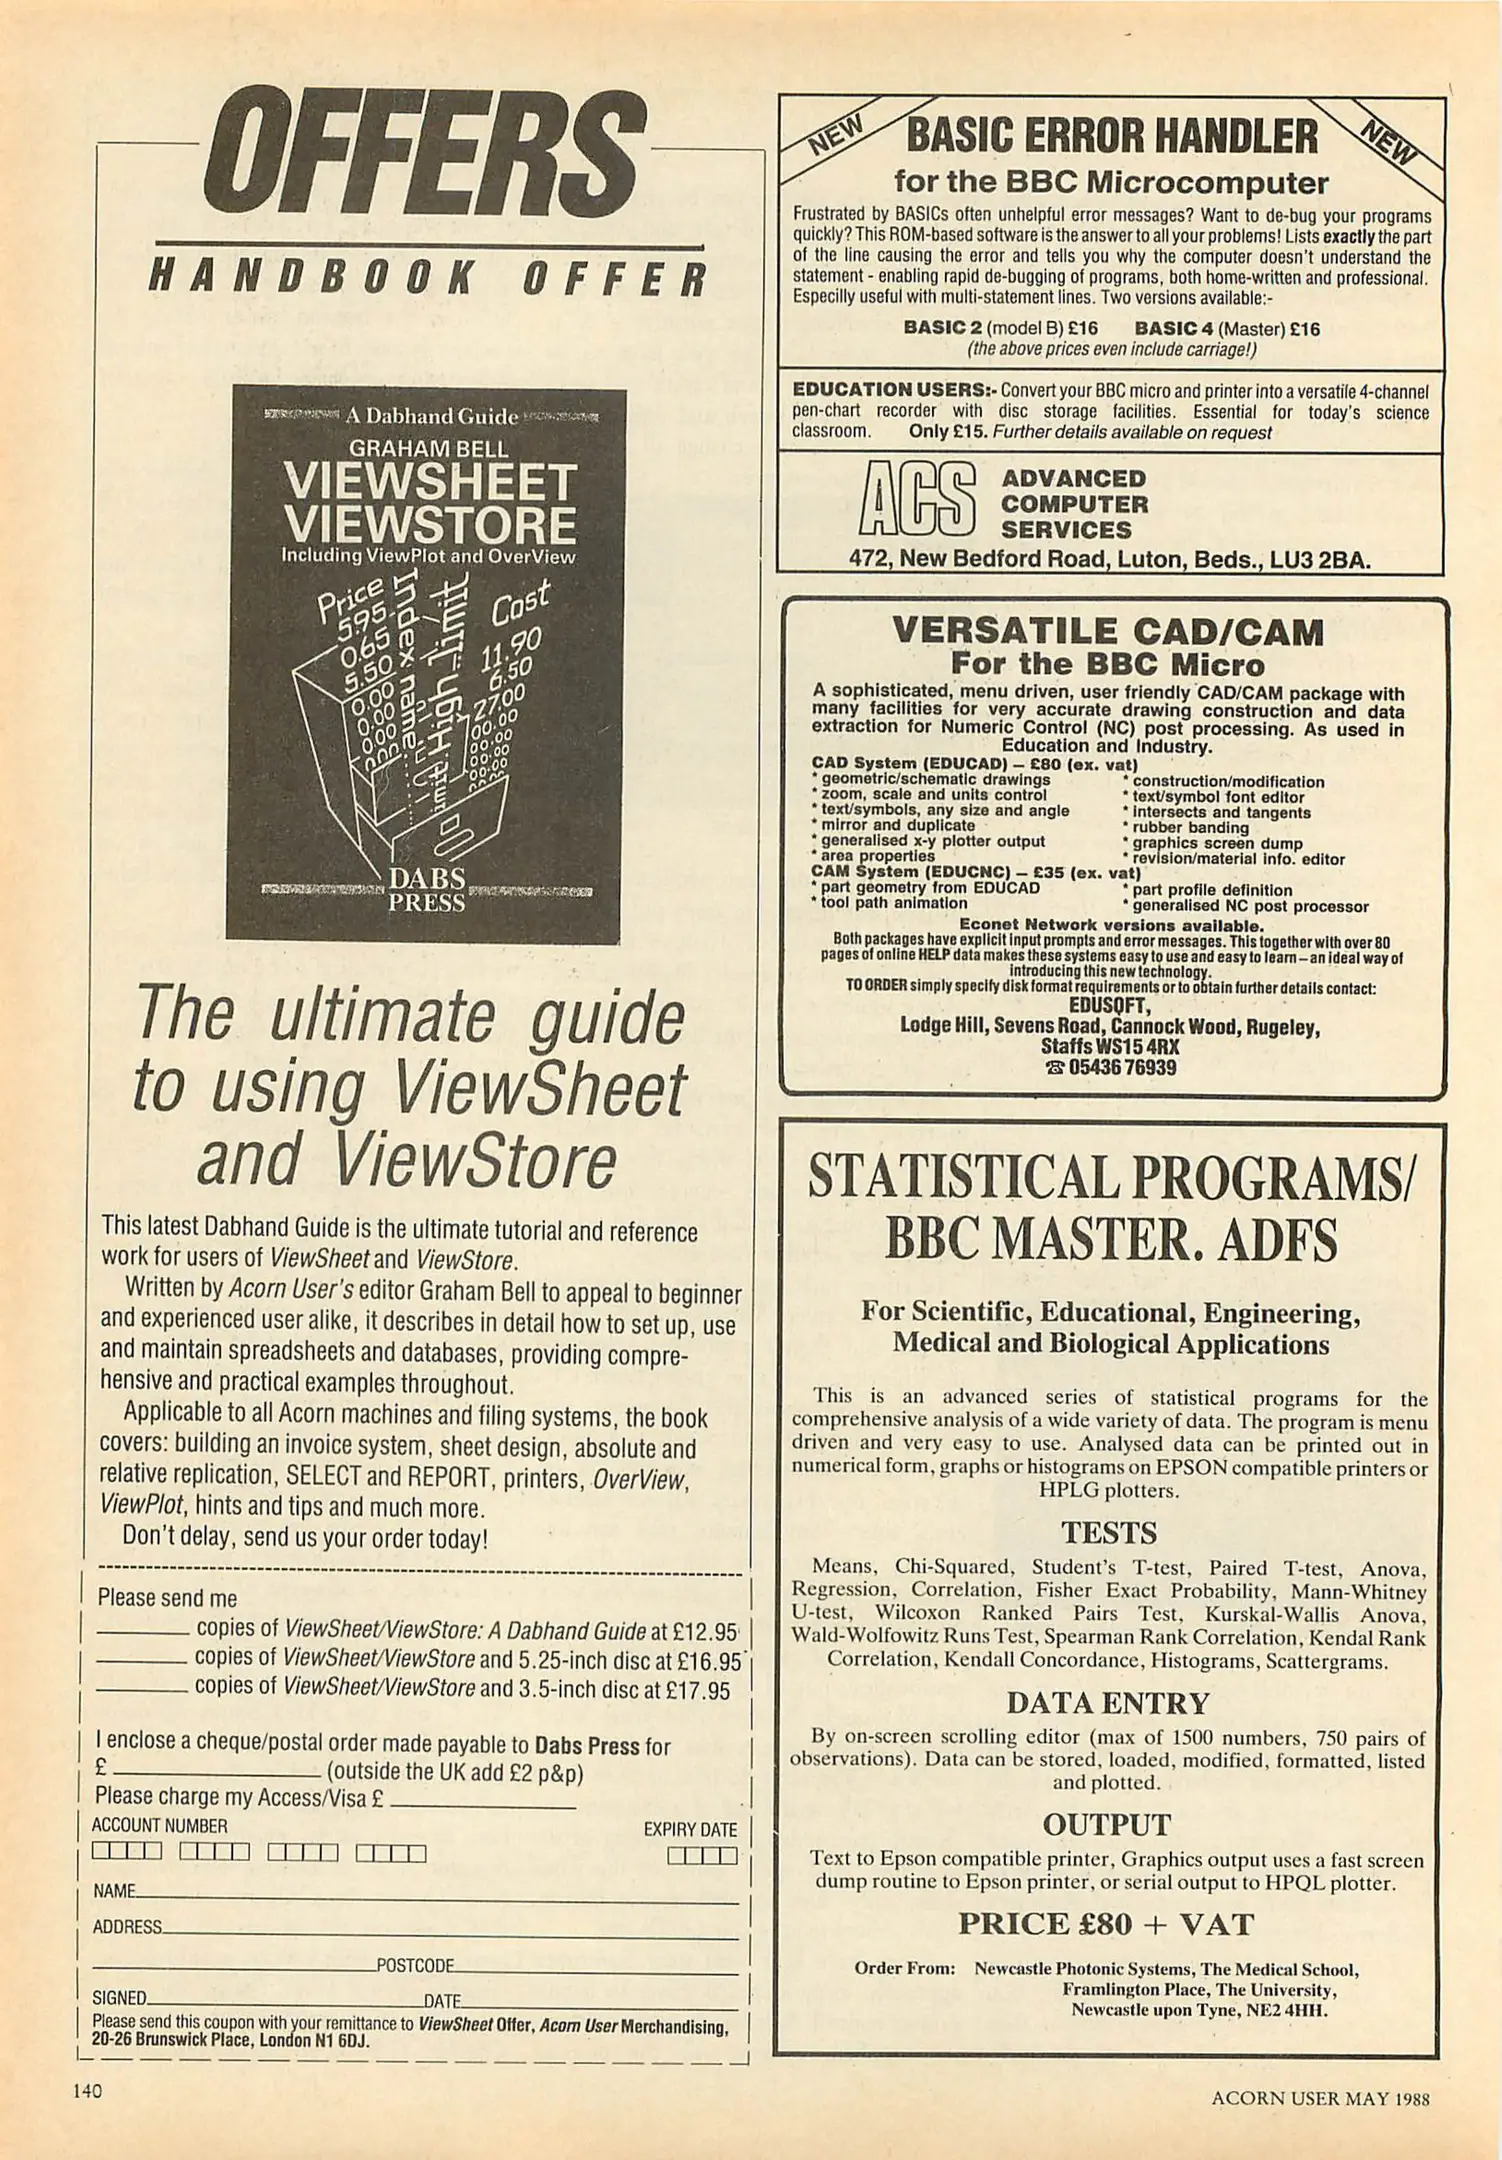 OFFERS
HANDBOOK OFFER
A Dabhand Guide
GRAHAM BELL
VIEWSHEET
VIEWSTORE
Including ViewPlot and OverView
Price
5.95
0.65
5.50
0.00
0.00
0.00
Index name
High limit
Cost
11.90
6.50
27.00
00.00
00.00
00.00
DABS
PRESS
The ultimate guide
to using ViewSheet
and ViewStore
This latest Dabhand Guide is the ultimate tutorial and reference
work for users of ViewSheet and ViewStore.
Written by Acorn User's editor Graham Bell to appeal to beginner
and experienced user alike, it describes in detail how to set up, use
and maintain spreadsheets and databases, providing compre-
hensive and practical examples throughout.
Applicable to all Acorn machines and filing systems, the book
covers: building an invoice system, sheet design, absolute and
relative replication, SELECT and REPORT, printers, OverView,
ViewPlot, hints and tips and much more.
Don't delay, send us your order today!
Please send me
copies of ViewSheet/ViewStore: A Dabhand Guide at £12.95
copies of ViewSheet/ViewStore and 5.25-inch disc at £16.95
copies of ViewSheet/ViewStore and 3.5-inch disc at £17.95
I enclose a cheque/postal order made payable to Dabs Press for
£ (outside the UK add £2 p&p)
Please charge my Access/Visa £
ACCOUNT NUMBER EXPIRY DATE
NAME
ADDRESS
POSTCODE
SIGNED DATE
Please send this coupon with your remittance to ViewSheet Offer, Acorn User Merchandising,
20-26 Brunswick Place, London N1 6DJ.
NEW
BASIC ERROR HANDLER
NEW
for the BBC Microcomputer
Frustrated by BASICs often unhelpful error messages? Want to de-bug your programs
quickly? This ROM-based software is the answer to all your problems! Lists exactly the part
of the line causing the error and tells you why the computer doesn't understand the
statement - enabling rapid de-bugging of programs, both home-written and professional.
Especilly useful with multi-statement lines. Two versions available:-
BASIC 2 (model B) £16 BASIC 4 (Master) £16
(the above prices even include carriage!)
EDUCATION USERS:- Convert your BBC micro and printer into a versatile 4-channel
pen-chart recorder with disc storage facilities. Essential for today's science
classroom. Only £15. Further details available on request
ACS
ADVANCED
COMPUTER
SERVICES
472, New Bedford Road, Luton, Beds., LU3 2BA.
VERSATILE CAD/CAM
For the BBC Micro
A sophisticated, menu driven, user friendly CAD/CAM package with
many facilities for very accurate drawing construction and data
extraction for Numeric Control (NC) post processing. As used in
Education and Industry.
CAD System (EDUCAD) – £80 (ex. vat)
* geometric/schematic drawings * construction/modification
* zoom, scale and units control * text/symbol font editor
* text/symbols, any size and angle * intersects and tangents
* mirror and duplicate * rubber banding
* generalised x-y plotter output * graphics screen dump
* area properties * revision/material info. editor
CAM System (EDUCNC) – £35 (ex. vat)
* part geometry from EDUCAD * part profile definition
* tool path animation * generalised NC post processor
Econet Network versions available.
Both packages have explicit input prompts and error messages. This together with over 80
pages of online HELP data makes these systems easy to use and easy to learn – an ideal way of
introducing this new technology.
TO ORDER simply specify disk format requirements or to obtain further details contact:
EDUSOFT,
Lodge Hill, Sevens Road, Cannock Wood, Rugeley,
Staffs WS15 4RX
☎ 05436 76939
STATISTICAL PROGRAMS/
BBC MASTER. ADFS
For Scientific, Educational, Engineering,
Medical and Biological Applications
This is an advanced series of statistical programs for the
comprehensive analysis of a wide variety of data. The program is menu
driven and very easy to use. Analysed data can be printed out in
numerical form, graphs or histograms on EPSON compatible printers or
HPLG plotters.
TESTS
Means, Chi-Squared, Student's T-test, Paired T-test, Anova,
Regression, Correlation, Fisher Exact Probability, Mann-Whitney
U-test, Wilcoxon Ranked Pairs Test, Kurskal-Wallis Anova,
Wald-Wolfowitz Runs Test, Spearman Rank Correlation, Kendal Rank
Correlation, Kendall Concordance, Histograms, Scattergrams.
DATA ENTRY
By on-screen scrolling editor (max of 1500 numbers, 750 pairs of
observations). Data can be stored, loaded, modified, formatted, listed
and plotted.
OUTPUT
Text to Epson compatible printer, Graphics output uses a fast screen
dump routine to Epson printer, or serial output to HPQL plotter.
PRICE £80 + VAT
Order From: Newcastle Photonic Systems, The Medical School,
Framlington Place, The University,
Newcastle upon Tyne, NE2 4HH.
140
ACORN USER MAY 1988